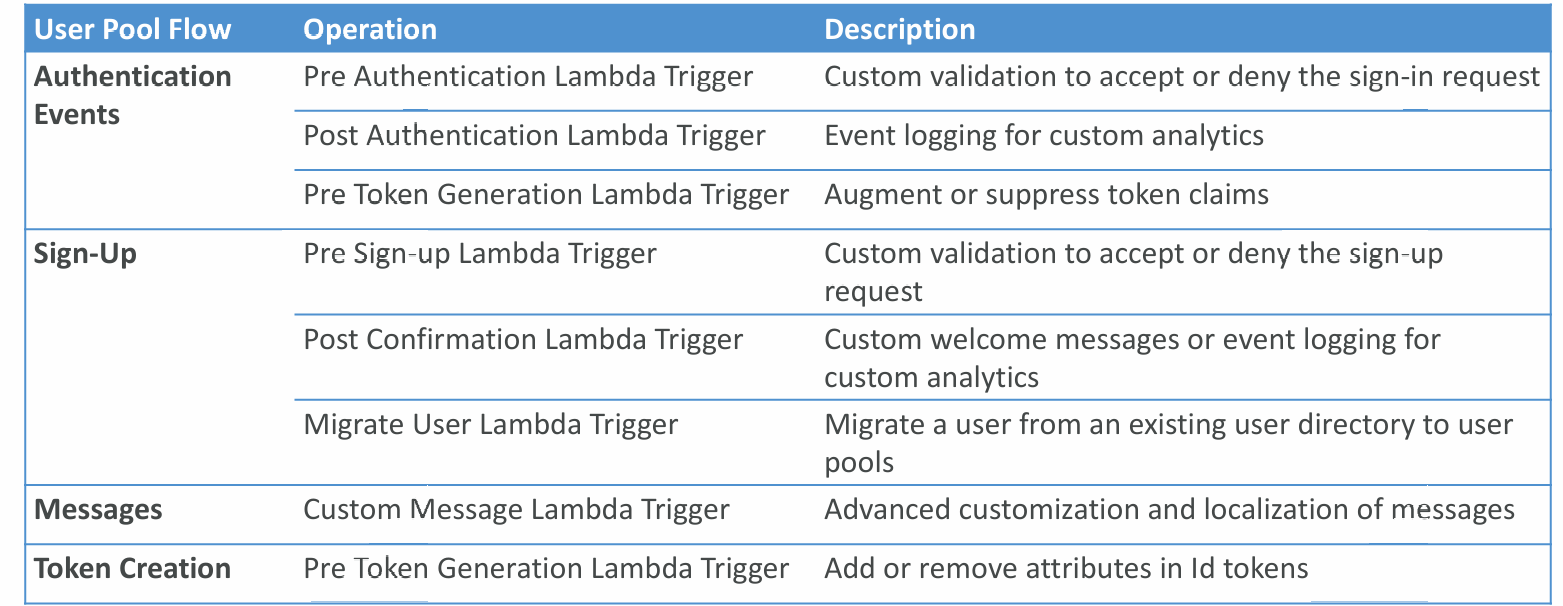 User Pool Flow Operation Description
Authentication Events Pre Authentication Lambda Trigger Custom validation to accept or deny the sign-in request
Post Authentication Lambda Trigger Event logging for custom analytics
Pre Token Generation Lambda Trigger Augment or suppress token claims
Sign-Up Pre Sign-up Lambda Trigger Custom validation to accept or deny the sign-up
request
Post Confirmation Lambda Trigger Custom welcome messages or event logging for
custom analytics
Migrate User Lambda Trigger Migrate a user from an existing user directory to user
pools
Messages Custom Message Lambda Trigger Advanced customization and localization of messages
Token Creation Pre Token Generation Lambda Trigger Add or remove attributes in Id tokens